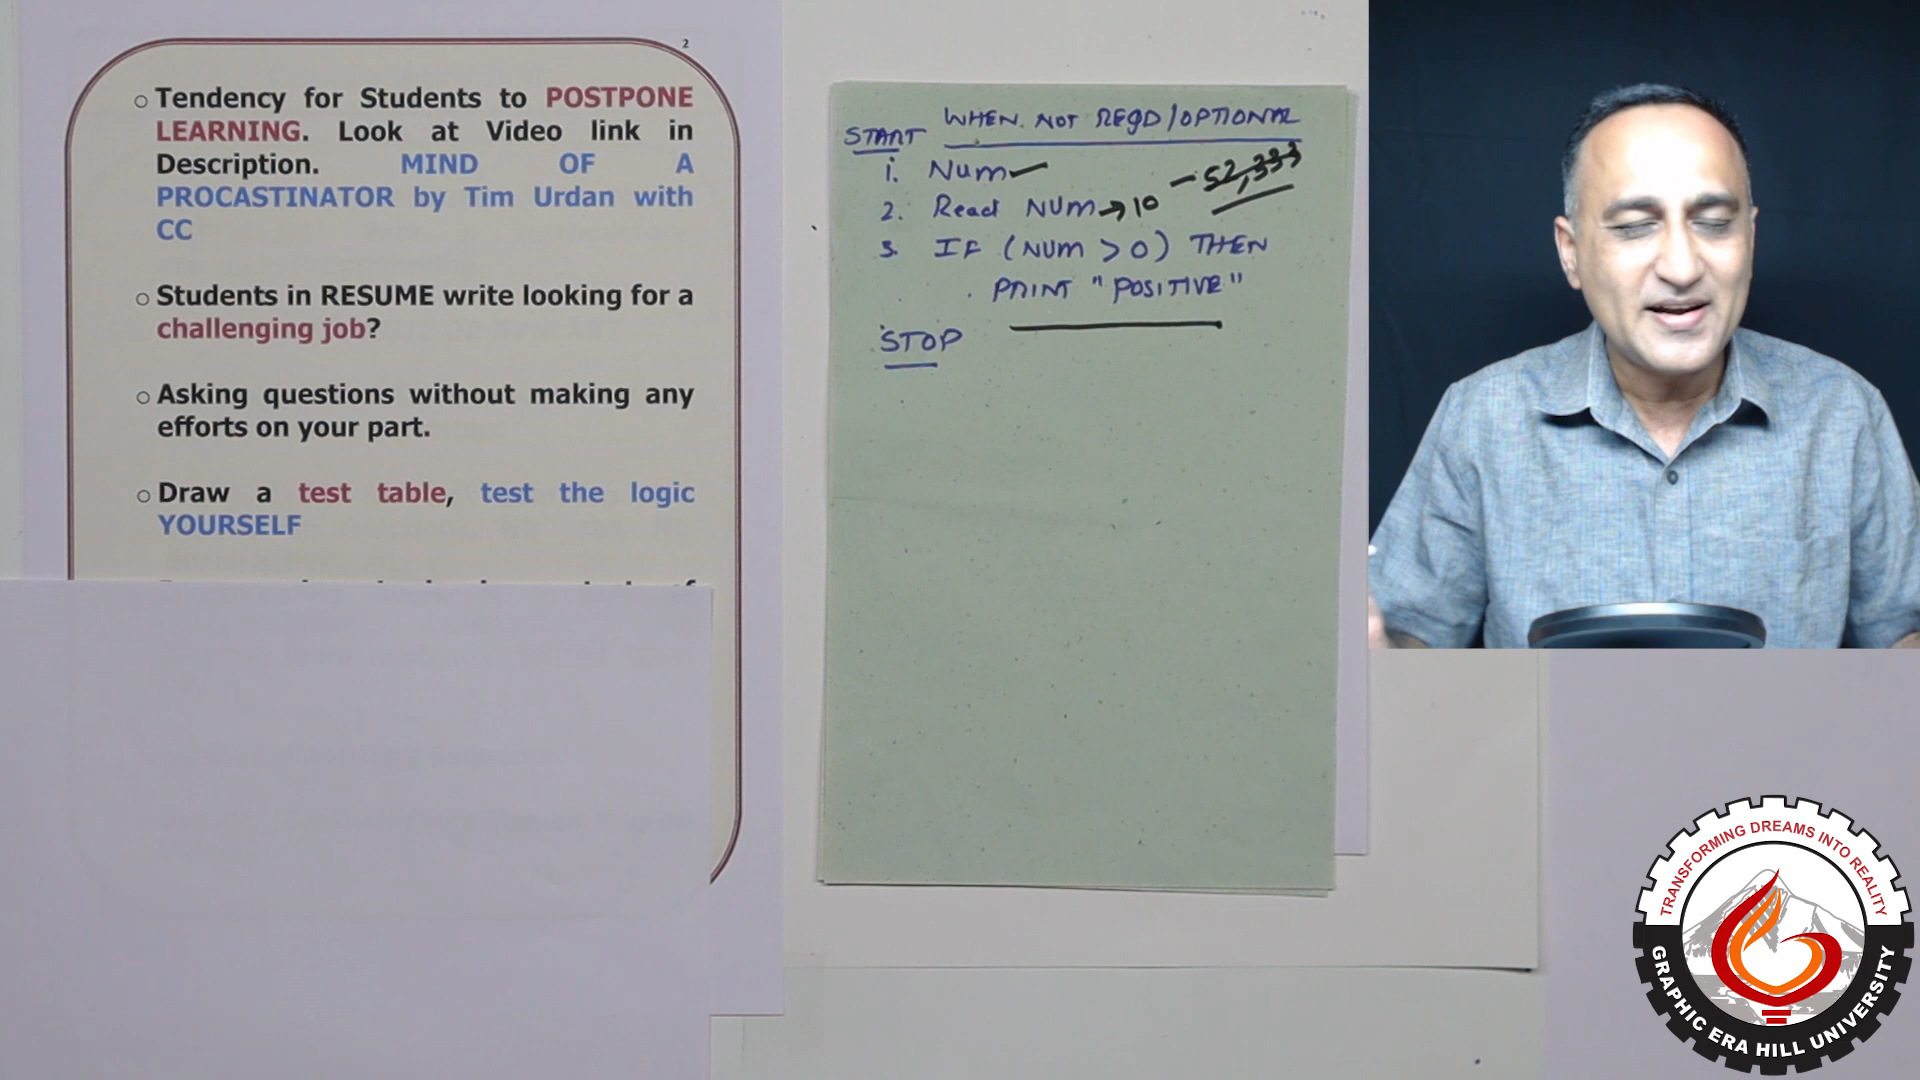 2
○ Tendency for Students to POSTPONE
LEARNING. Look at Video link in
Description. MIND OF A
PROCASTINATOR by Tim Urdan with
CC
○ Students in RESUME write looking for a
challenging job?
○ Asking questions without making any
efforts on your part.
○ Draw a test table, test the logic
YOURSELF
WHEN NOT REQD/OPTIONAL
START
1. Num
2. Read NUM → 10 - 52,333
3. IF (NUM > 0) THEN
PRINT "POSITIVE"
STOP
TRANSFORMING DREAMS INTO REALITY
GRAPHIC ERA HILL UNIVERSITY